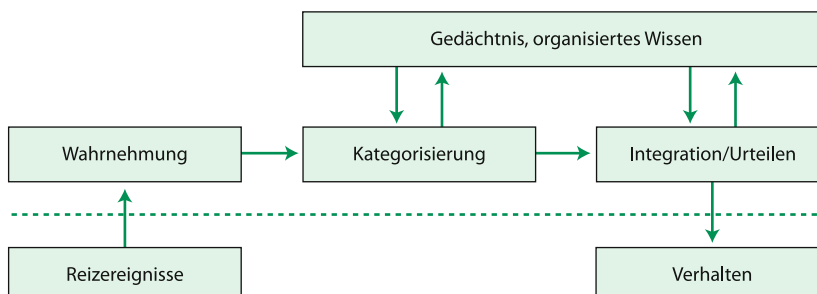 Gedächtnis, organisiertes Wissen
Wahrnehmung
Kategorisierung
Integration/Urteilen
Reizereignisse
Verhalten